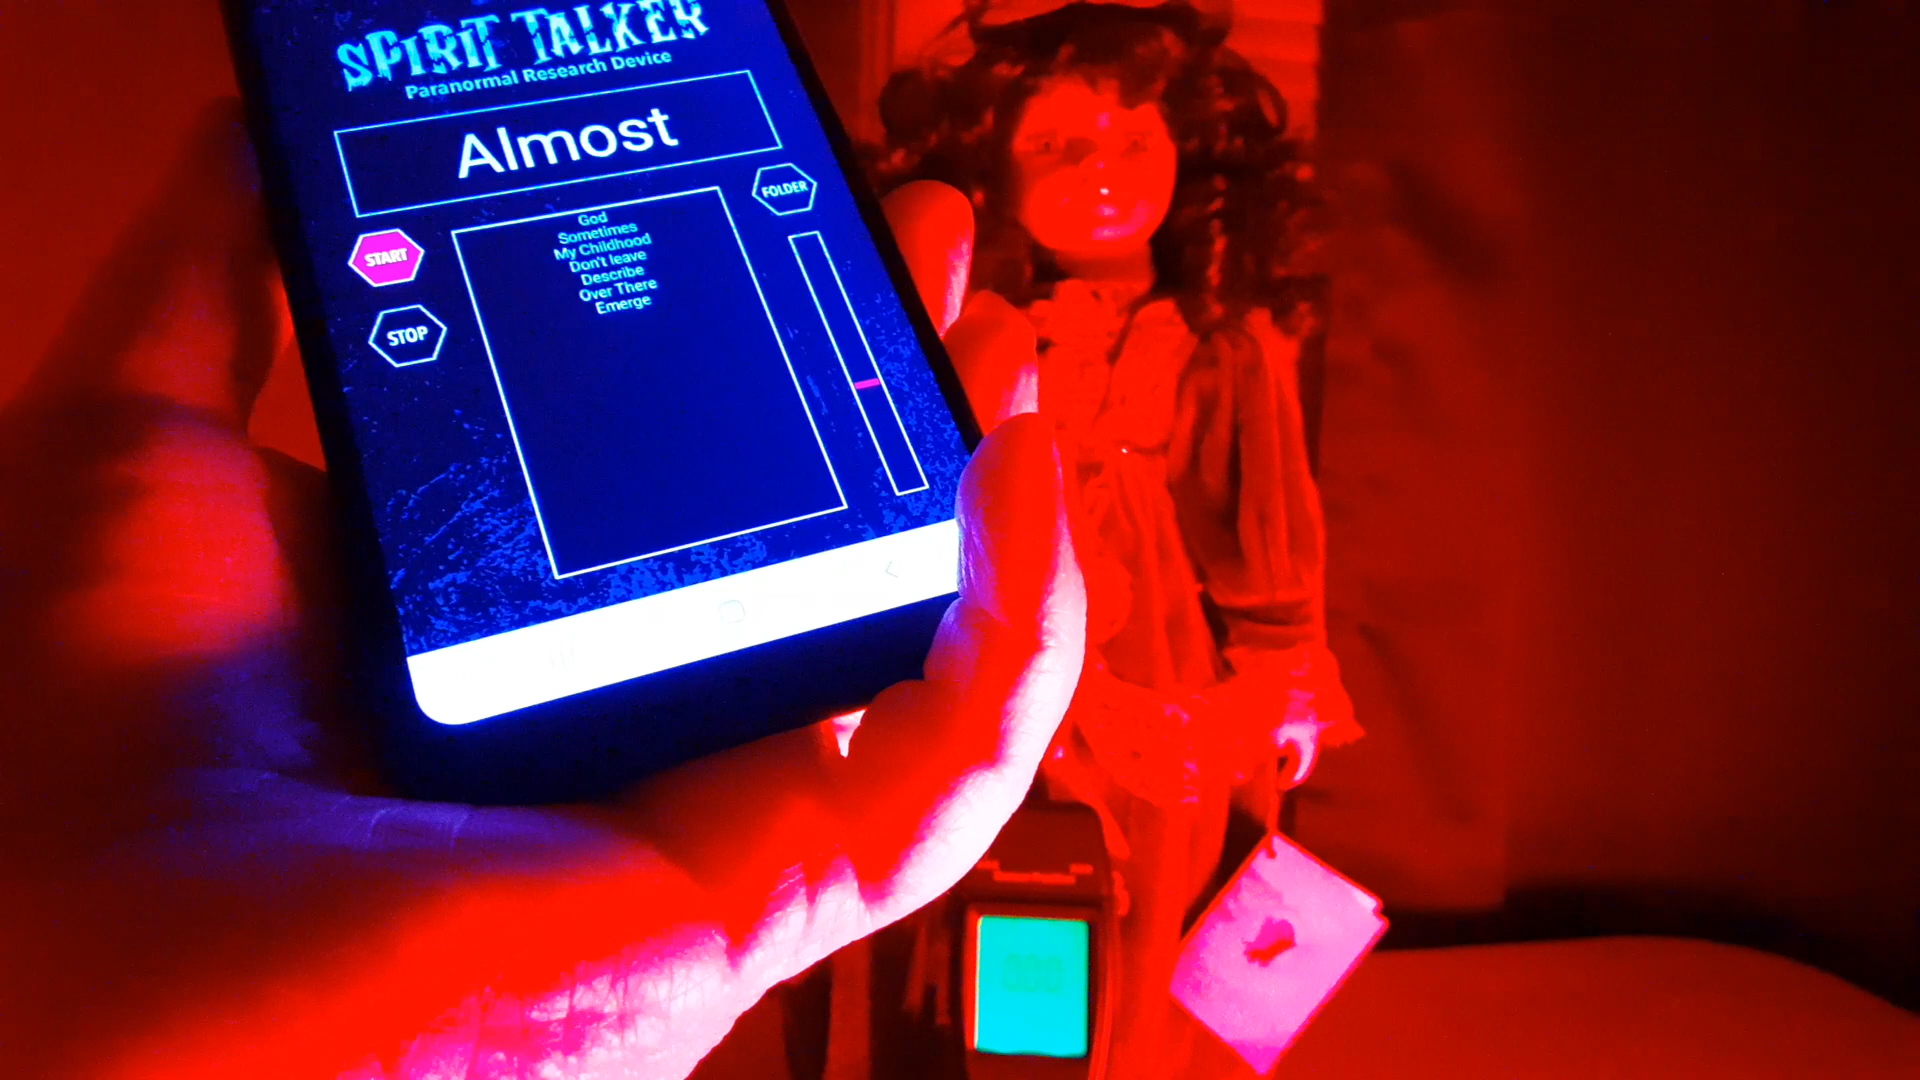 SPIRIT TALKER
Paranormal Research Device
Almost
FOLDER
START
STOP
God
Sometimes
My Childhood
Don't leave
Describe
Over There
Emerge